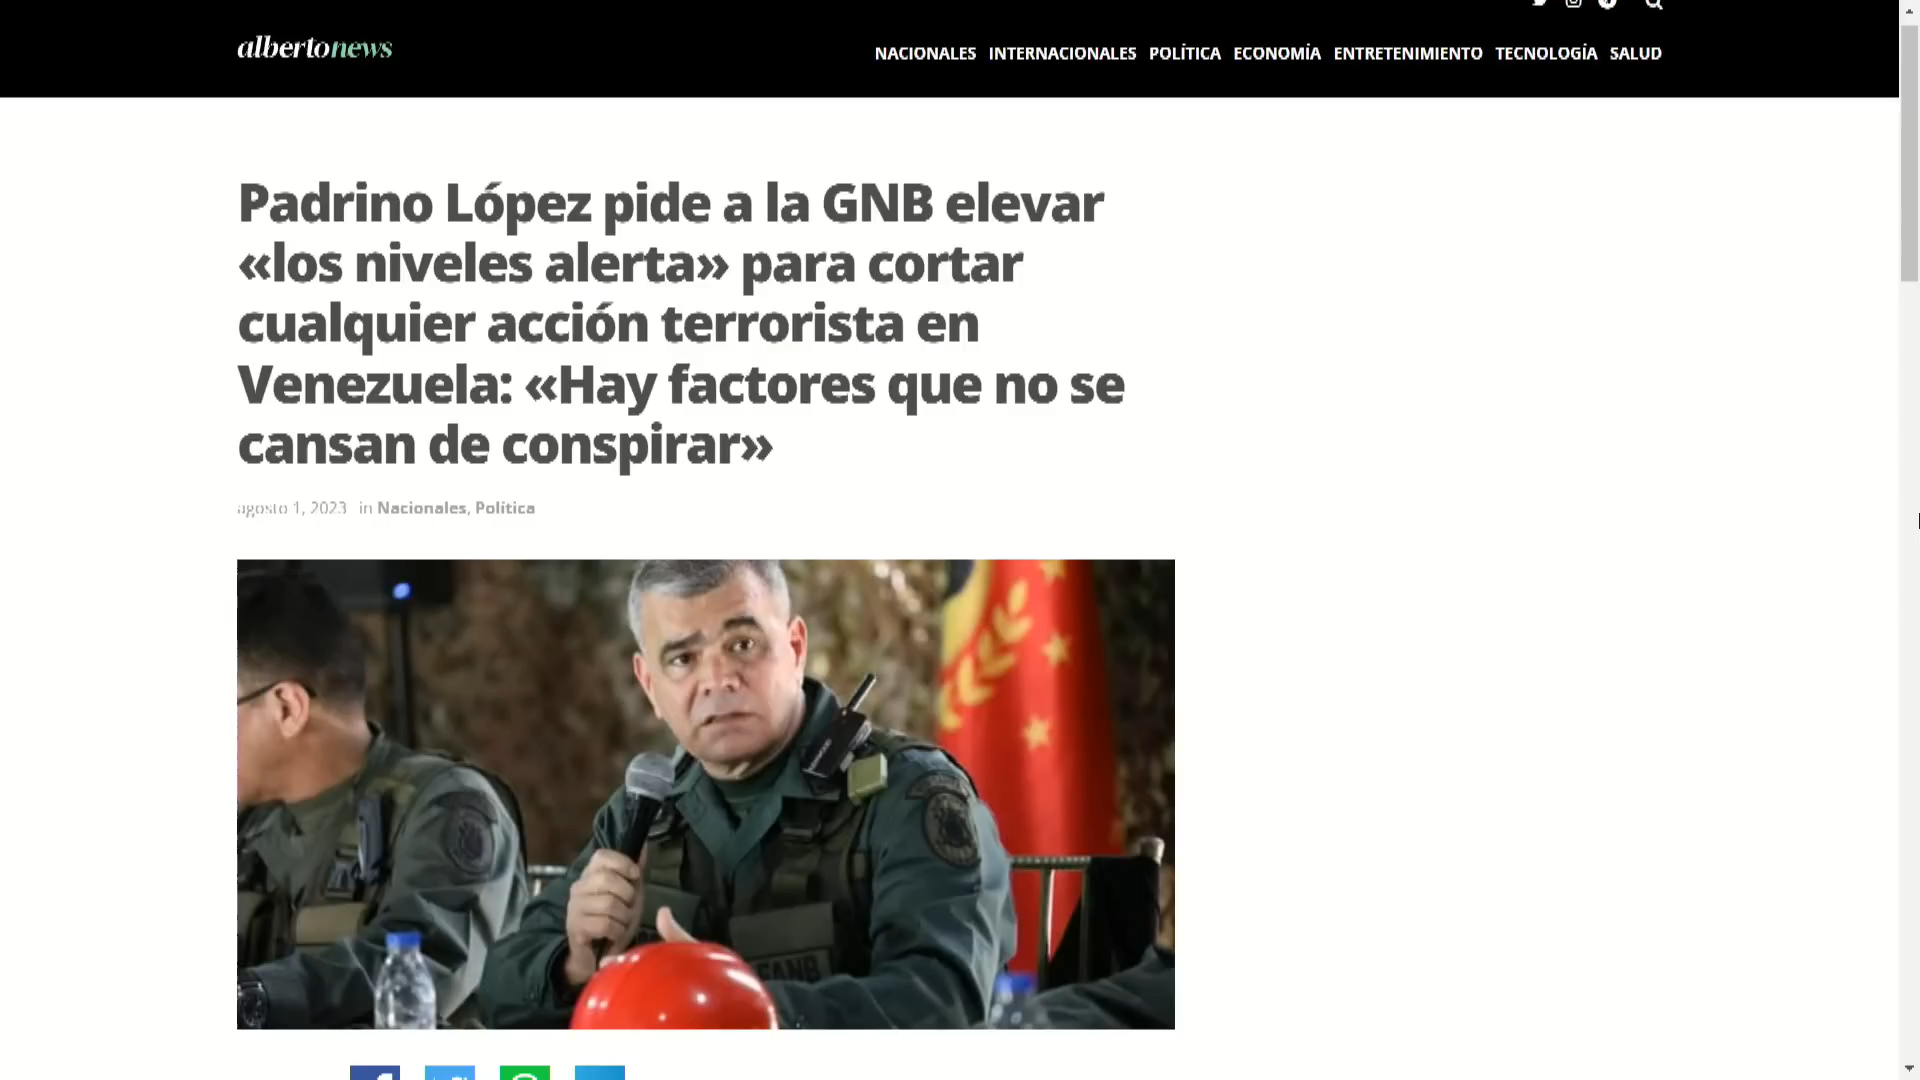 albertonews
NACIONALES INTERNACIONALES POLÍTICA ECONOMÍA ENTRETENIMIENTO TECNOLOGÍA SALUD
Padrino López pide a la GNB elevar
«los niveles alerta» para cortar
cualquier acción terrorista en
Venezuela: «Hay factores que no se
cansan de conspirar»
agosto 1, 2023 in Nacionales, Política
FANB